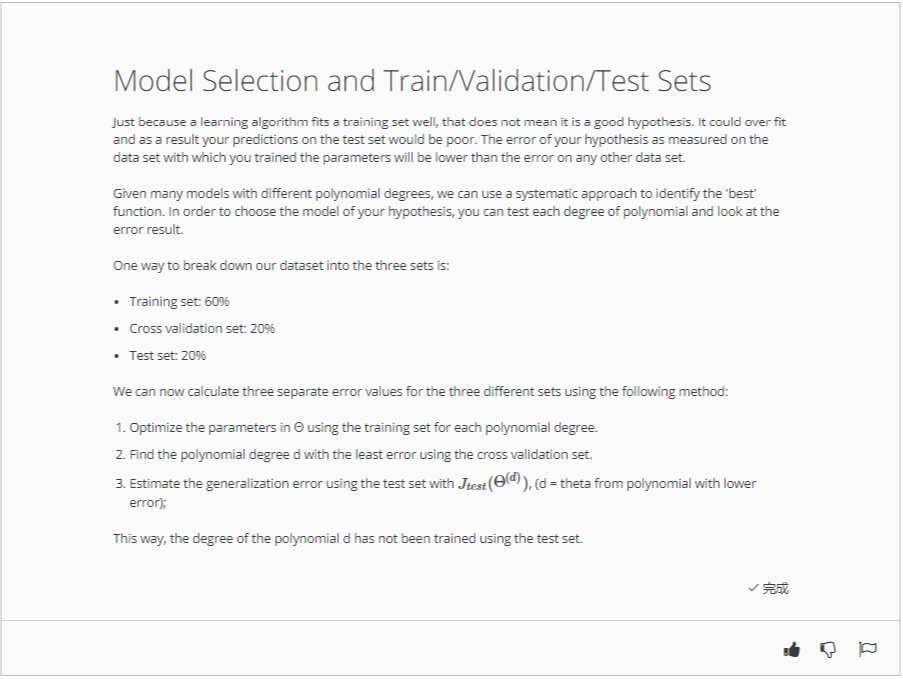 Model Selection and Train/Validation/Test Sets
Just because a learning algorithm fits a training set well, that does not mean it is a good hypothesis. It could over fit
and as a result your predictions on the test set would be poor. The error of your hypothesis as measured on the
data set with which you trained the parameters will be lower than the error on any other data set.
Given many models with different polynomial degrees, we can use a systematic approach to identify the 'best'
function. In order to choose the model of your hypothesis, you can test each degree of polynomial and look at the
error result.
One way to break down our dataset into the three sets is:
• Training set: 60%
• Cross validation set: 20%
• Test set: 20%
We can now calculate three separate error values for the three different sets using the following method:
1. Optimize the parameters in Θ using the training set for each polynomial degree.
2. Find the polynomial degree d with the least error using the cross validation set.
3. Estimate the generalization error using the test set with J_{test}(Θ^{(d)}), (d = theta from polynomial with lower
error);
This way, the degree of the polynomial d has not been trained using the test set.
✓ 完成